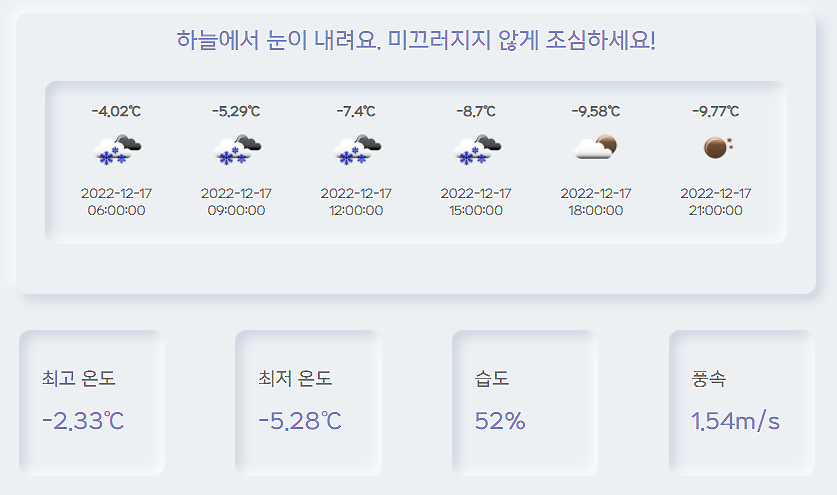 하늘에서 눈이 내려요. 미끄러지지 않게 조심하세요!
-4.02℃ -5.29℃ -7.4℃ -8.7℃ -9.58℃ -9.77℃
2022-12-17 2022-12-17 2022-12-17 2022-12-17 2022-12-17 2022-12-17
06:00:00 09:00:00 12:00:00 15:00:00 18:00:00 21:00:00
최고 온도 최저 온도 습도 풍속
-2.33℃ -5.28℃ 52% 1.54m/s